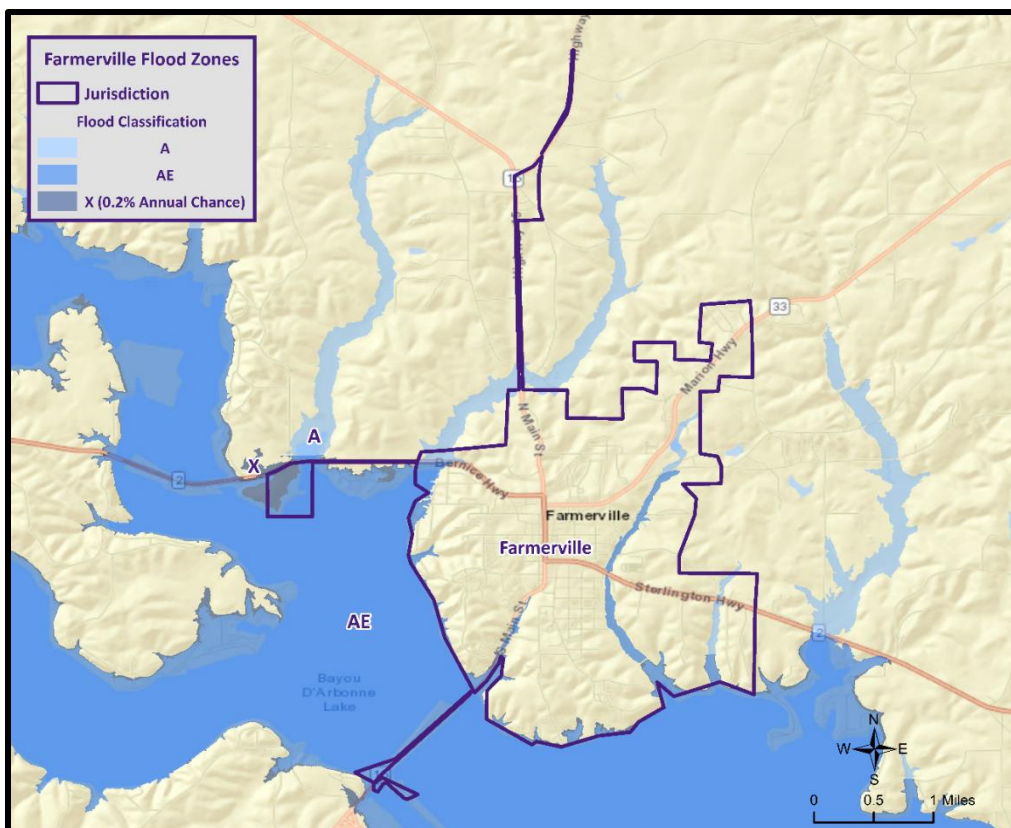 Farmerville Flood Zones
Jurisdiction
Flood Classification
A
AE
X (0.2% Annual Chance)
Highway
33
Marion Hwy
N Main St
A
X
2
Bernice Hwy
Farmerville
Farmerville
Sterlington Hwy
2
AE
S Main St
Bayou
D'Arbonne
Lake
N
W E
S
0 0.5 1 Miles